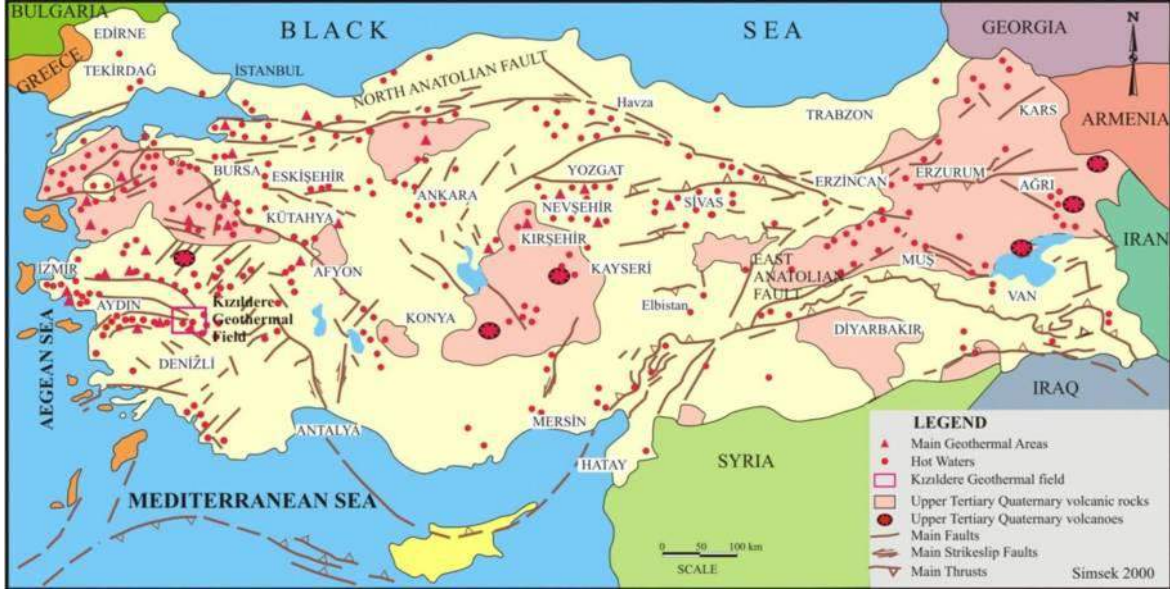 BULGARIA
GREECE
EDİRNE
TEKİRDAĞ
İSTANBUL
BLACK SEA
GEORGIA
N
NORTH ANATOLIAN FAULT
Havza
TRABZON
KARS
ARMENIA
BURSA
ESKİŞEHİR
ANKARA
YOZGAT
ERZİNCAN
ERZURUM
AĞRI
KÜTAHYA
NEVŞEHİR
SİVAS
KIRŞEHİR
İRAN
İZMİR
AFYON
KAYSERİ
EAST
ANATOLIAN
FAULT
MUŞ
VAN
AYDIN
Kızıldere
Geothermal
Field
KONYA
Elbistan
DİYARBAKIR
DENİZLİ
AEGEAN SEA
ANTALYA
MERSİN
HATAY
IRAQ
SYRIA
MEDITERRANEAN SEA
0 50 100 km
SCALE
LEGEND
Main Geothermal Areas
Hot Waters
Kızıldere Geothermal field
Upper Tertiary Quaternary volcanic rocks
Upper Tertiary Quaternary volcanoes
Main Faults
Main Strikeslip Faults
Main Thrusts
Simsek 2000